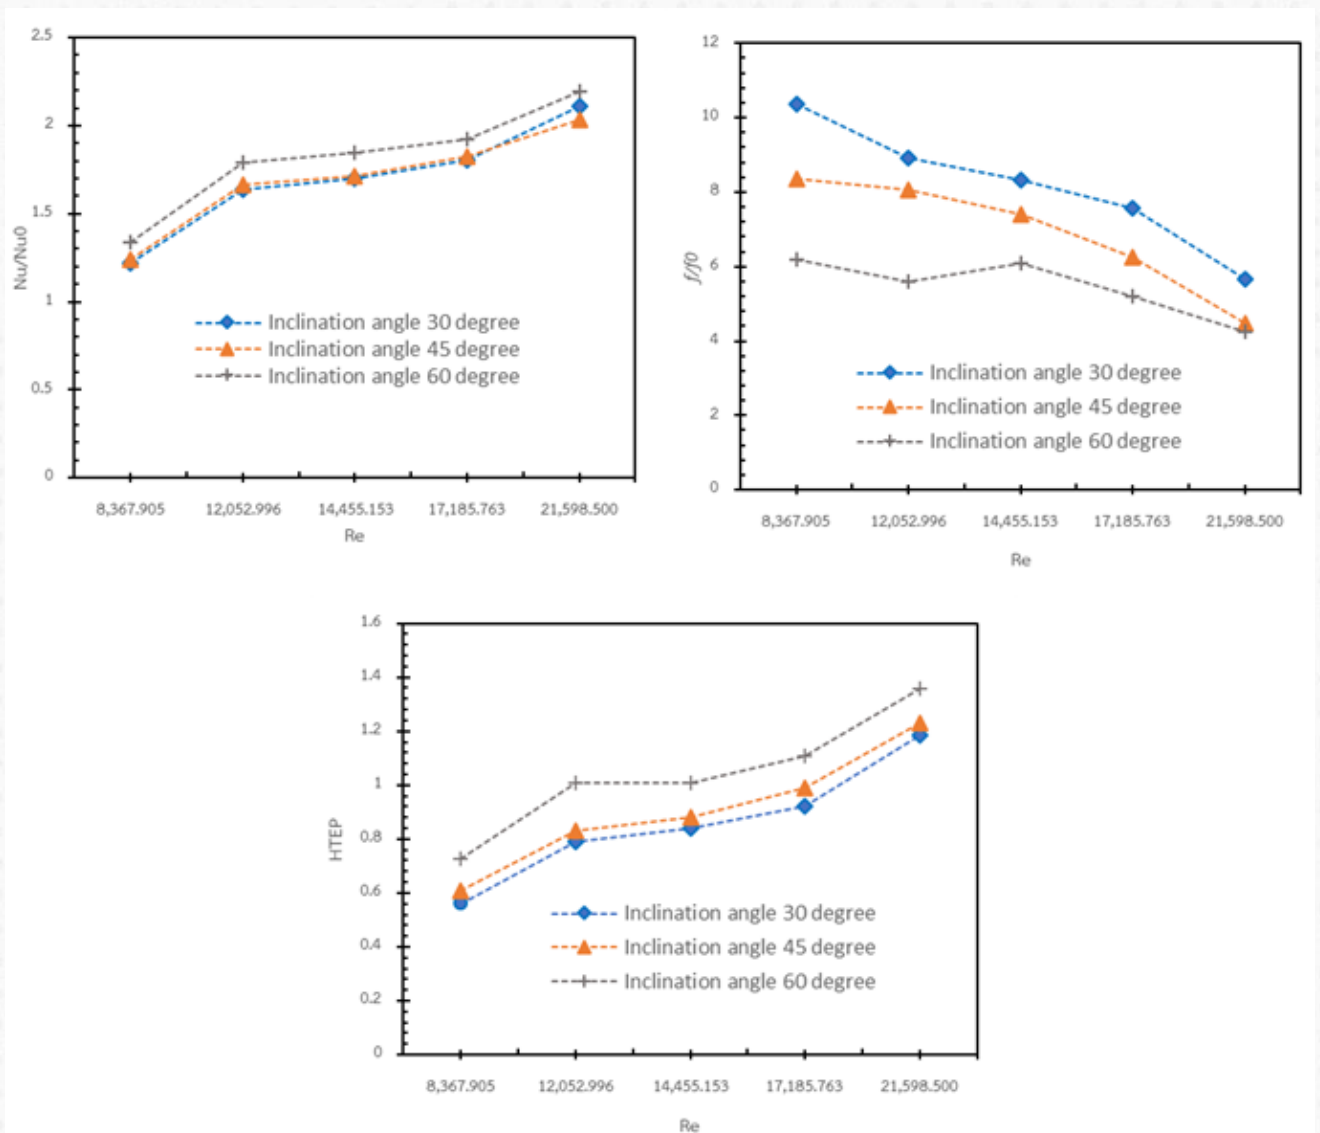 2.5
2
1.5
1
0.5
0
Nu/Nu0
Inclination angle 30 degree
Inclination angle 45 degree
Inclination angle 60 degree
8,367.905 12,052.996 14,455.153 17,185.763 21,598.500
Re
12
10
8
6
4
2
0
f/f0
Inclination angle 30 degree
Inclination angle 45 degree
Inclination angle 60 degree
8,367.905 12,052.996 14,455.153 17,185.763 21,598.500
Re
1.6
1.4
1.2
1
0.8
0.6
0.4
0.2
0
HTEP
Inclination angle 30 degree
Inclination angle 45 degree
Inclination angle 60 degree
8,367.905 12,052.996 14,455.153 17,185.763 21,598.500
Re